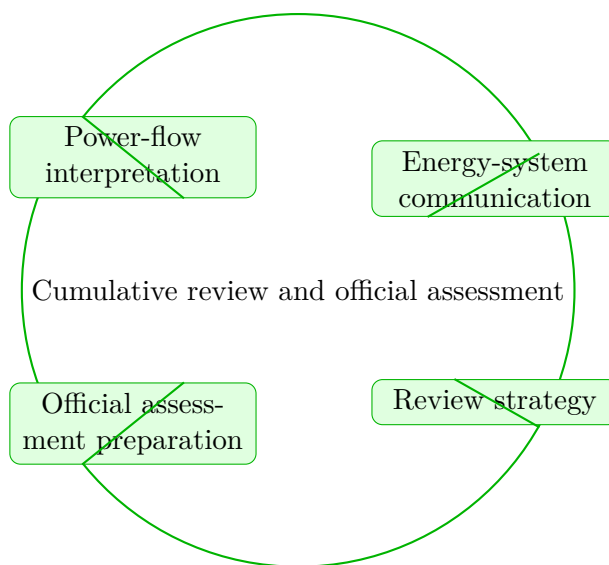 Power-flow
interpretation
Energy-system
communication
Cumulative review and official assessment
Official assess-
ment preparation
Review strategy